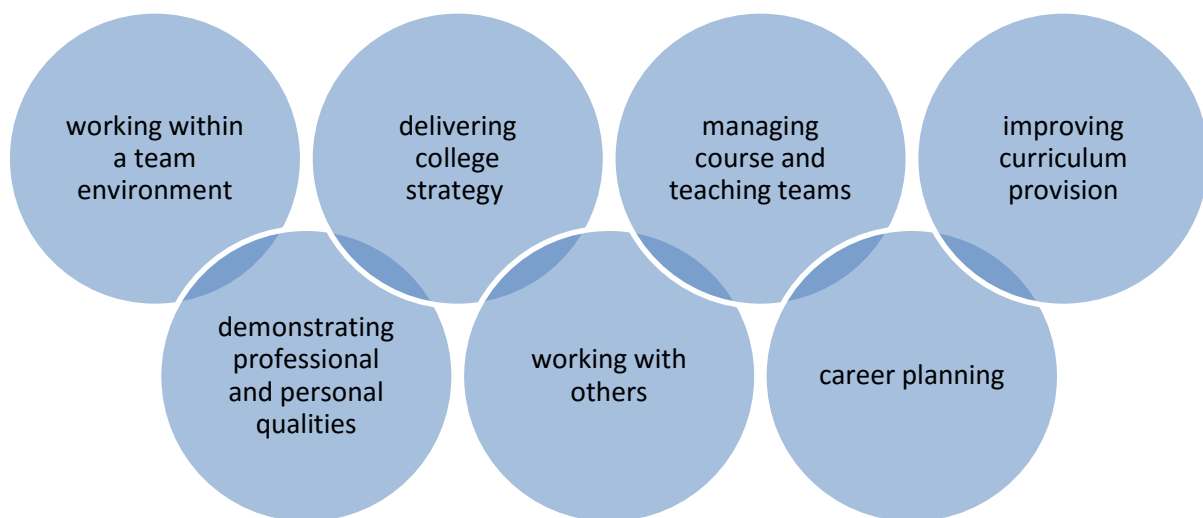 working within
a team
environment
delivering
college
strategy
managing
course and
teaching teams
improving
curriculum
provision
demonstrating
professional
and personal
qualities
working with
others
career planning